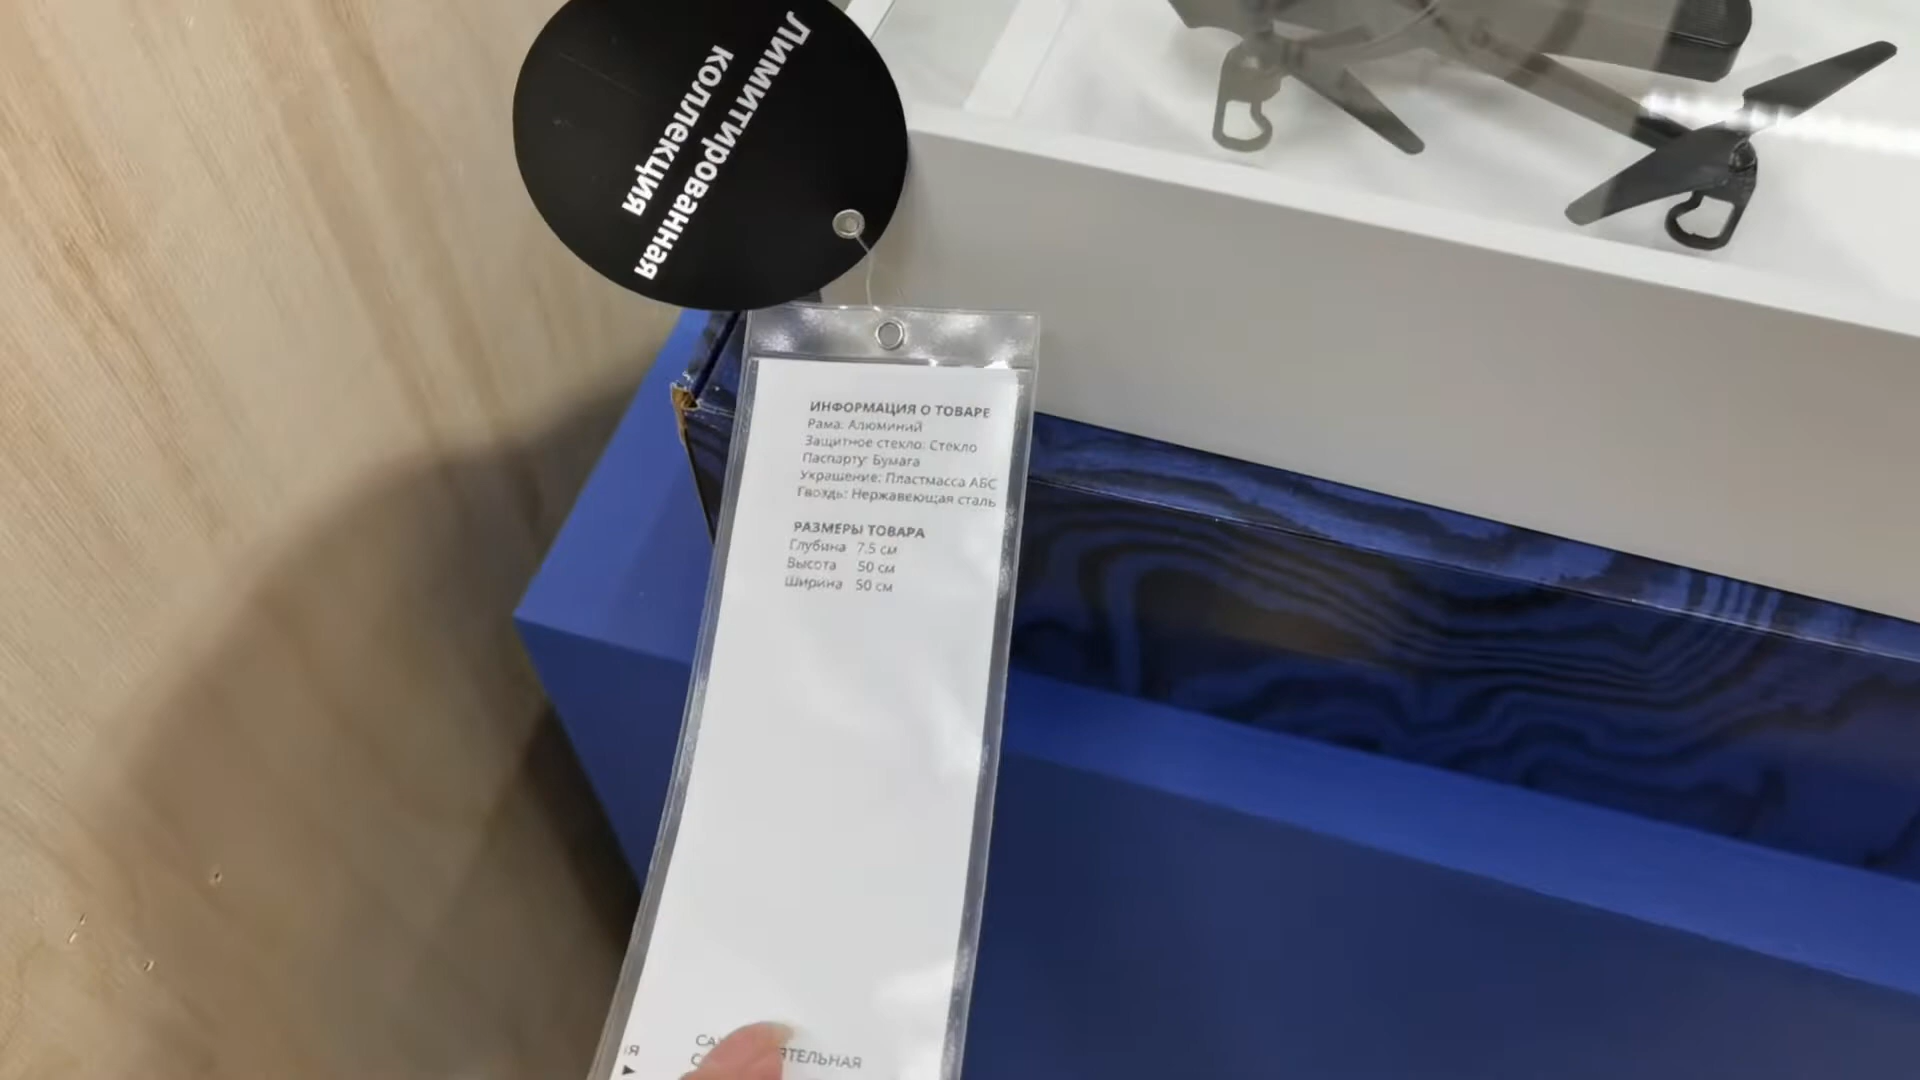 Лимитированная
коллекция
ИНФОРМАЦИЯ О ТОВАРЕ
Рама: Алюминий
Защитное стекло: Стекло
Паспарту: Бумага
Украшение: Пластмасса АБС
Гвоздь: Нержавеющая сталь
РАЗМЕРЫ ТОВАРА
Глубина 7.5 см
Высота 50 см
Ширина 50 см